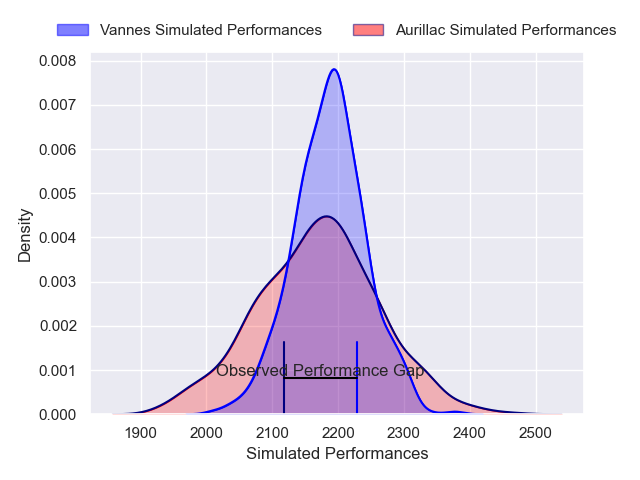 Vannes Simulated Performances Aurillac Simulated Performances
0.008
0.007
0.006
0.005
0.004
0.003
0.002
0.001
0.000
Density
Observed Performance Gap
1900 2000 2100 2200 2300 2400 2500
Simulated Performances